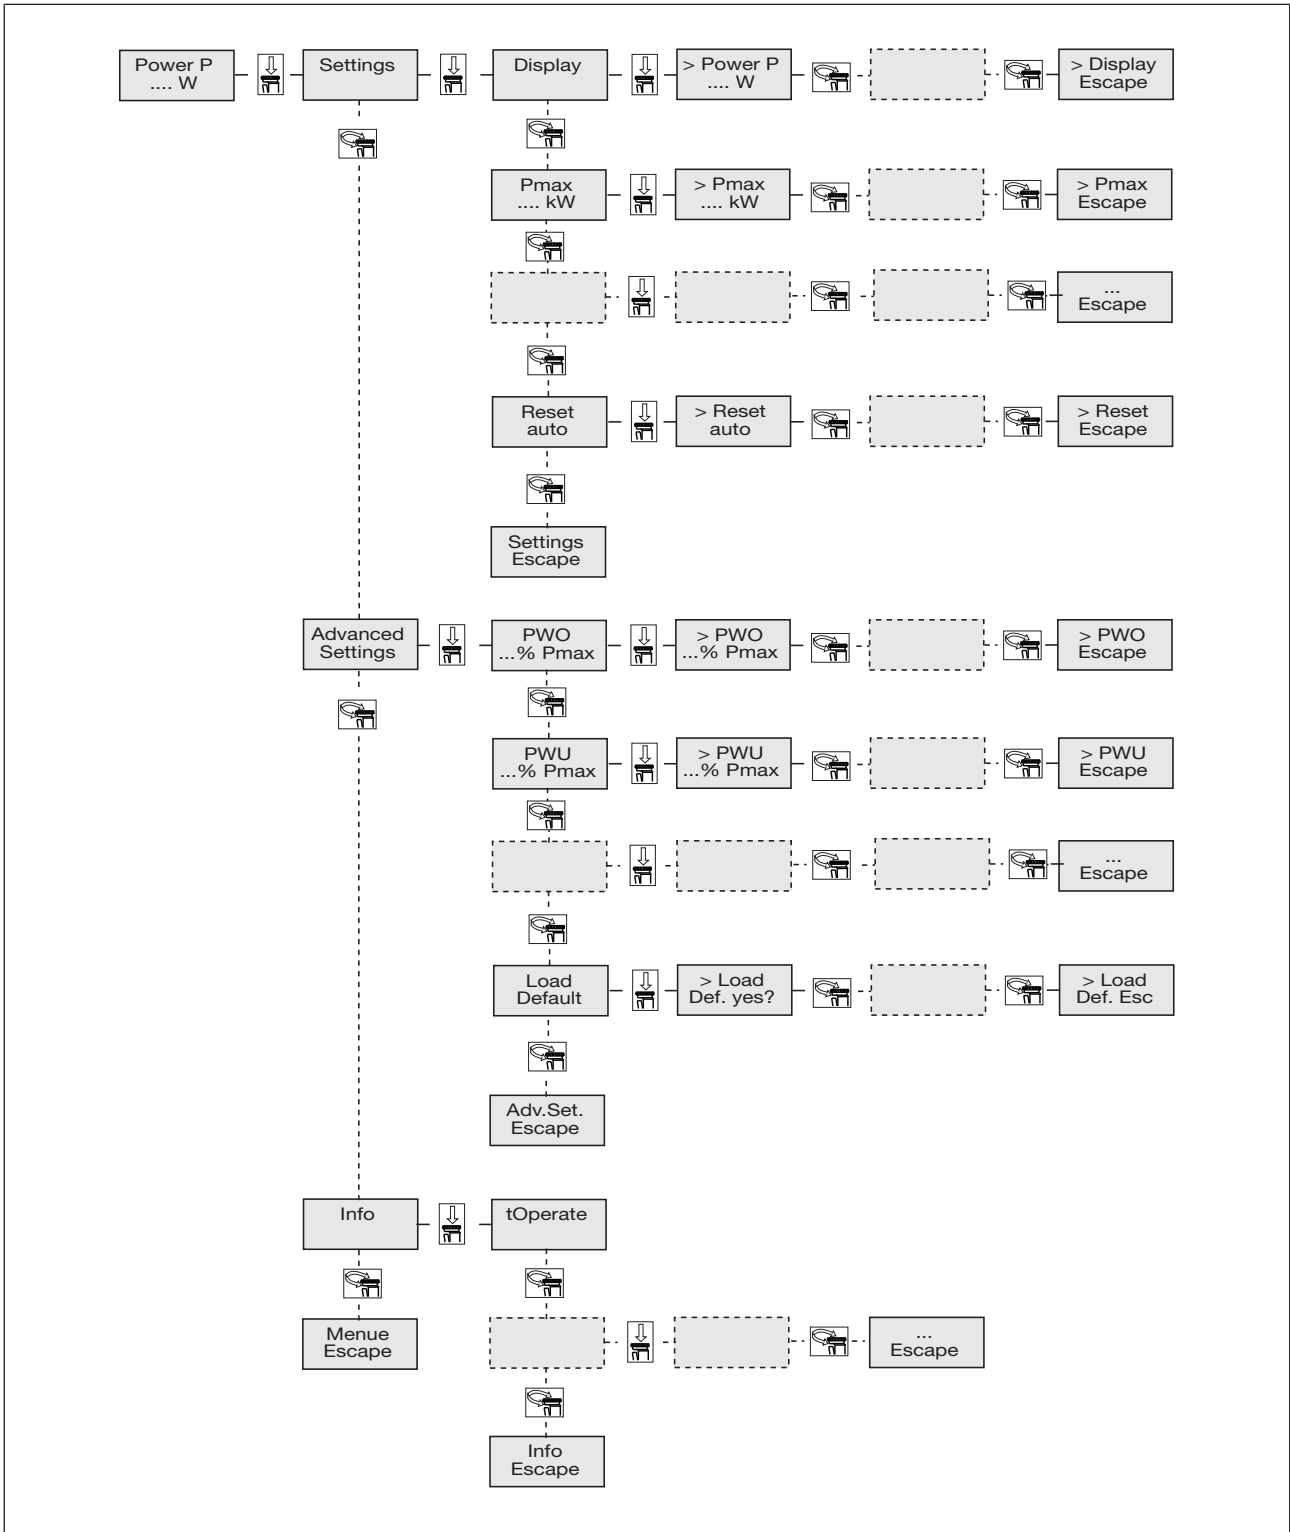 Power P
.... W
Settings
Display
> Power P
.... W
> Display
Escape
Pmax
.... kW
> Pmax
.... kW
> Pmax
Escape
...
Escape
Reset
auto
> Reset
auto
> Reset
Escape
Settings
Escape
Advanced
Settings
PWO
...% Pmax
> PWO
...% Pmax
> PWO
Escape
PWU
...% Pmax
> PWU
...% Pmax
> PWU
Escape
...
Escape
Load
Default
> Load
Def. yes?
> Load
Def. Esc
Adv.Set.
Escape
Info
tOperate
Menue
Escape
...
Escape
Info
Escape